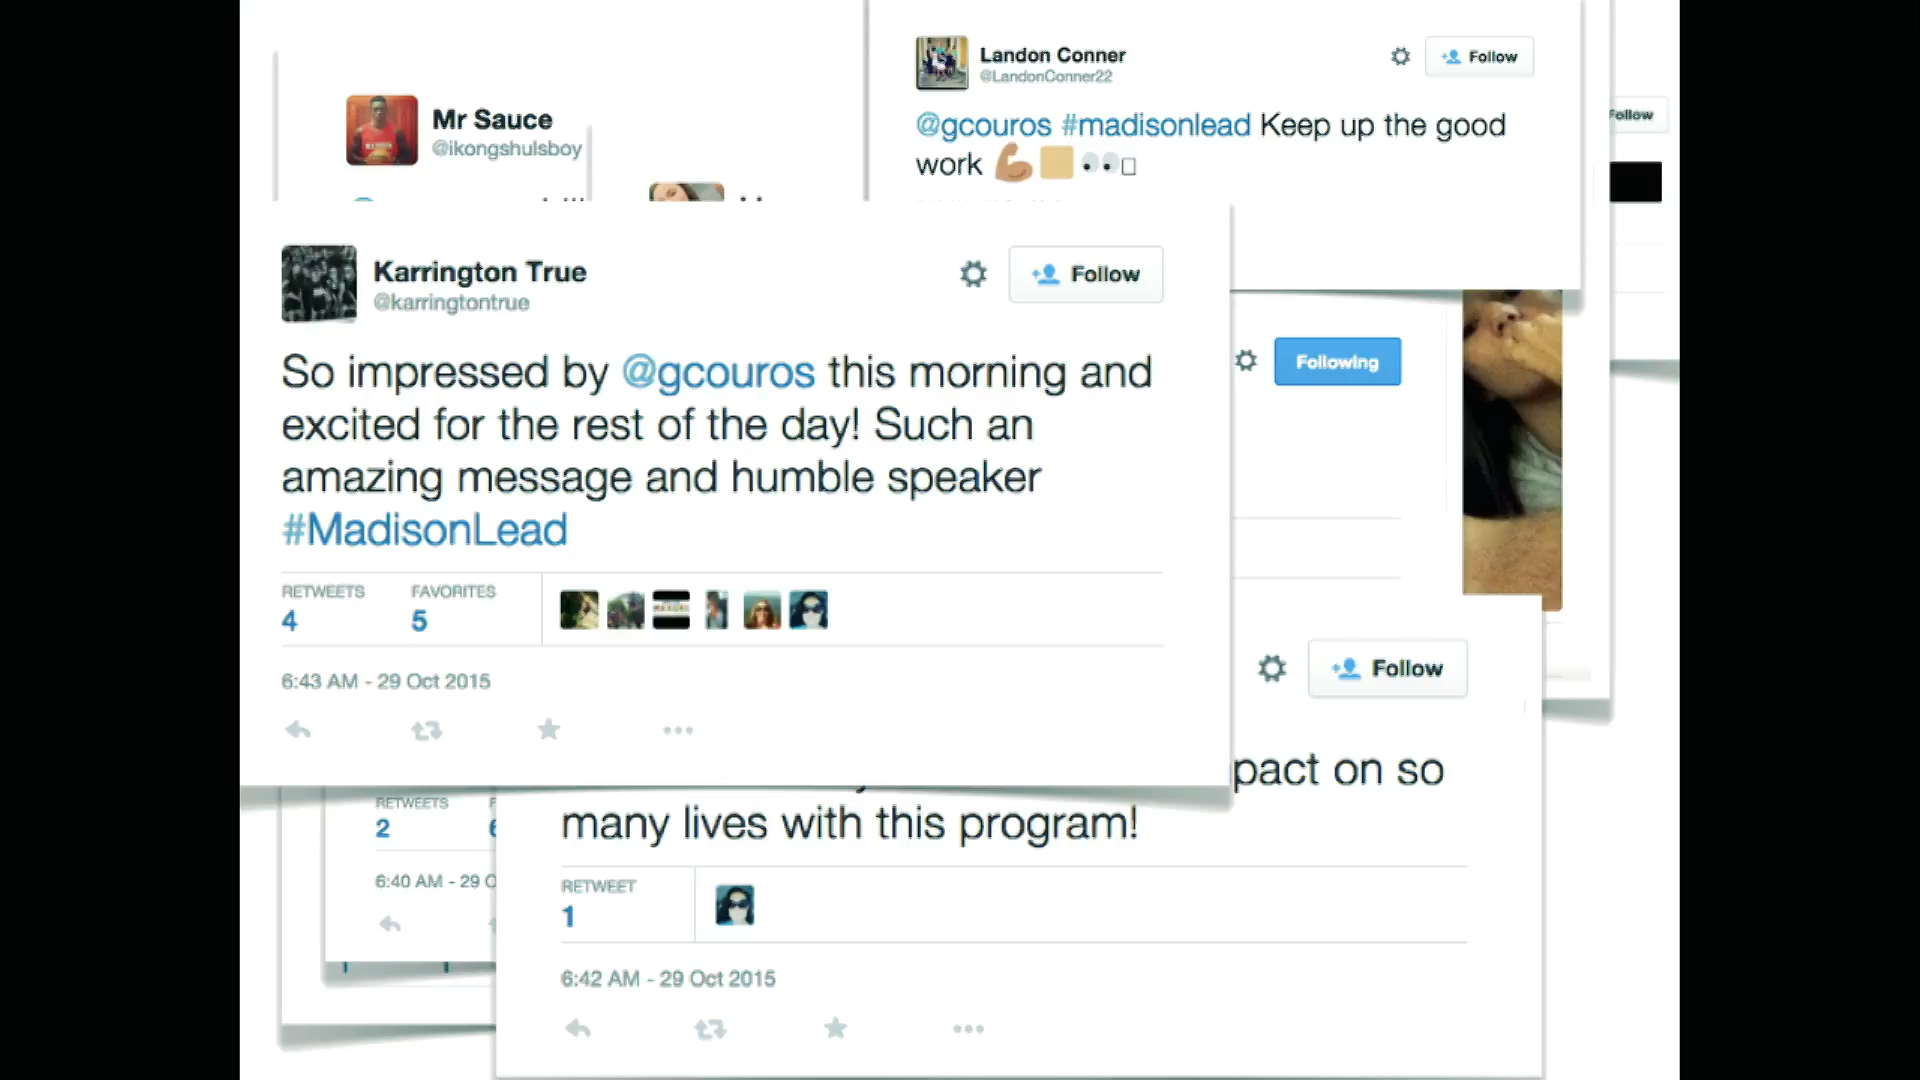 Landon Conner
@LandonConner22
Follow
@gcouros #madisonlead Keep up the good
work
Follow
Mr Sauce
@ikongshulsboy
Karrington True
@karringtontrue
Follow
So impressed by @gcouros this morning and
excited for the rest of the day! Such an
amazing message and humble speaker
#MadisonLead
RETWEETS FAVORITES
4 5
6:43 AM - 29 Oct 2015
Following
Follow
pact on so
many lives with this program!
RETWEET
1
6:42 AM - 29 Oct 2015
RETWEETS F
2 6
6:40 AM - 29 O